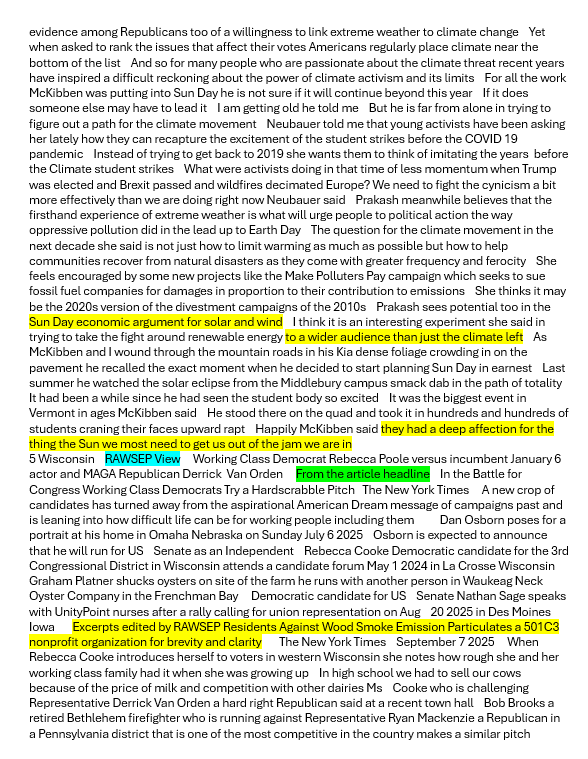 evidence among Republicans too of a willingness to link extreme weather to climate change    Yet
when asked to rank the issues that affect their votes Americans regularly place climate near the
bottom of the list    And so for many people who are passionate about the climate threat recent years
have inspired a difficult reckoning about the power of climate activism and its limits    For all the work
McKibben was putting into Sun Day he is not sure if it will continue beyond this year    If it does
someone else may have to lead it    I am getting old he told me    But he is far from alone in trying to
figure out a path for the climate movement    Neubauer told me that young activists have been asking
her lately how they can recapture the excitement of the student strikes before the COVID 19
pandemic    Instead of trying to get back to 2019 she wants them to think of imitating the years  before
the Climate student strikes    What were activists doing in that time of less momentum when Trump
was elected and Brexit passed and wildfires decimated Europe? We need to fight the cynicism a bit
more effectively than we are doing right now Neubauer said    Prakash meanwhile believes that the
firsthand experience of extreme weather is what will urge people to political action the way
oppressive pollution did in the lead up to Earth Day    The question for the climate movement in the
next decade she said is not just how to limit warming as much as possible but how to help
communities recover from natural disasters as they come with greater frequency and ferocity    She
feels encouraged by some new projects like the Make Polluters Pay campaign which seeks to sue
fossil fuel companies for damages in proportion to their contribution to emissions    She thinks it may
be the 2020s version of the divestment campaigns of the 2010s    Prakash sees potential too in the
Sun Day economic argument for solar and wind    I think it is an interesting experiment she said in
trying to take the fight around renewable energy to a wider audience than just the climate left    As
McKibben and I wound through the mountain roads in his Kia dense foliage crowding in on the
pavement he recalled the exact moment when he decided to start planning Sun Day in earnest    Last
summer he watched the solar eclipse from the Middlebury campus smack dab in the path of totality
It had been a while since he had seen the student body so excited    It was the biggest event in
Vermont in ages McKibben said    He stood there on the quad and took it in hundreds and hundreds of
students craning their faces upward rapt    Happily McKibben said they had a deep affection for the
thing the Sun we most need to get us out of the jam we are in
5 Wisconsin    RAWSEP View    Working Class Democrat Rebecca Poole versus incumbent January 6
actor and MAGA Republican Derrick  Van Orden    From the article headline    In the Battle for
Congress Working Class Democrats Try a Hardscrabble Pitch   The New York Times    A new crop of
candidates has turned away from the aspirational American Dream message of campaigns past and
is leaning into how difficult life can be for working people including them        Dan Osborn poses for a
portrait at his home in Omaha Nebraska on Sunday July 6 2025    Osborn is expected to announce
that he will run for US    Senate as an Independent    Rebecca Cooke Democratic candidate for the 3rd
Congressional District in Wisconsin attends a candidate forum May 1 2024 in La Crosse Wisconsin
Graham Platner shucks oysters on site of the farm he runs with another person in Waukeag Neck
Oyster Company in the Frenchman Bay    Democratic candidate for US    Senate Nathan Sage speaks
with UnityPoint nurses after a rally calling for union representation on Aug    20 2025 in Des Moines
Iowa    Excerpts edited by RAWSEP Residents Against Wood Smoke Emission Particulates a 501C3
nonprofit organization for brevity and clarity    The New York Times    September 7 2025    When
Rebecca Cooke introduces herself to voters in western Wisconsin she notes how rough she and her
working class family had it when she was growing up    In high school we had to sell our cows
because of the price of milk and competition with other dairies Ms    Cooke who is challenging
Representative Derrick Van Orden a hard right Republican said at a recent town hall    Bob Brooks a
retired Bethlehem firefighter who is running against Representative Ryan Mackenzie a Republican in
a Pennsylvania district that is one of the most competitive in the country makes a similar pitch